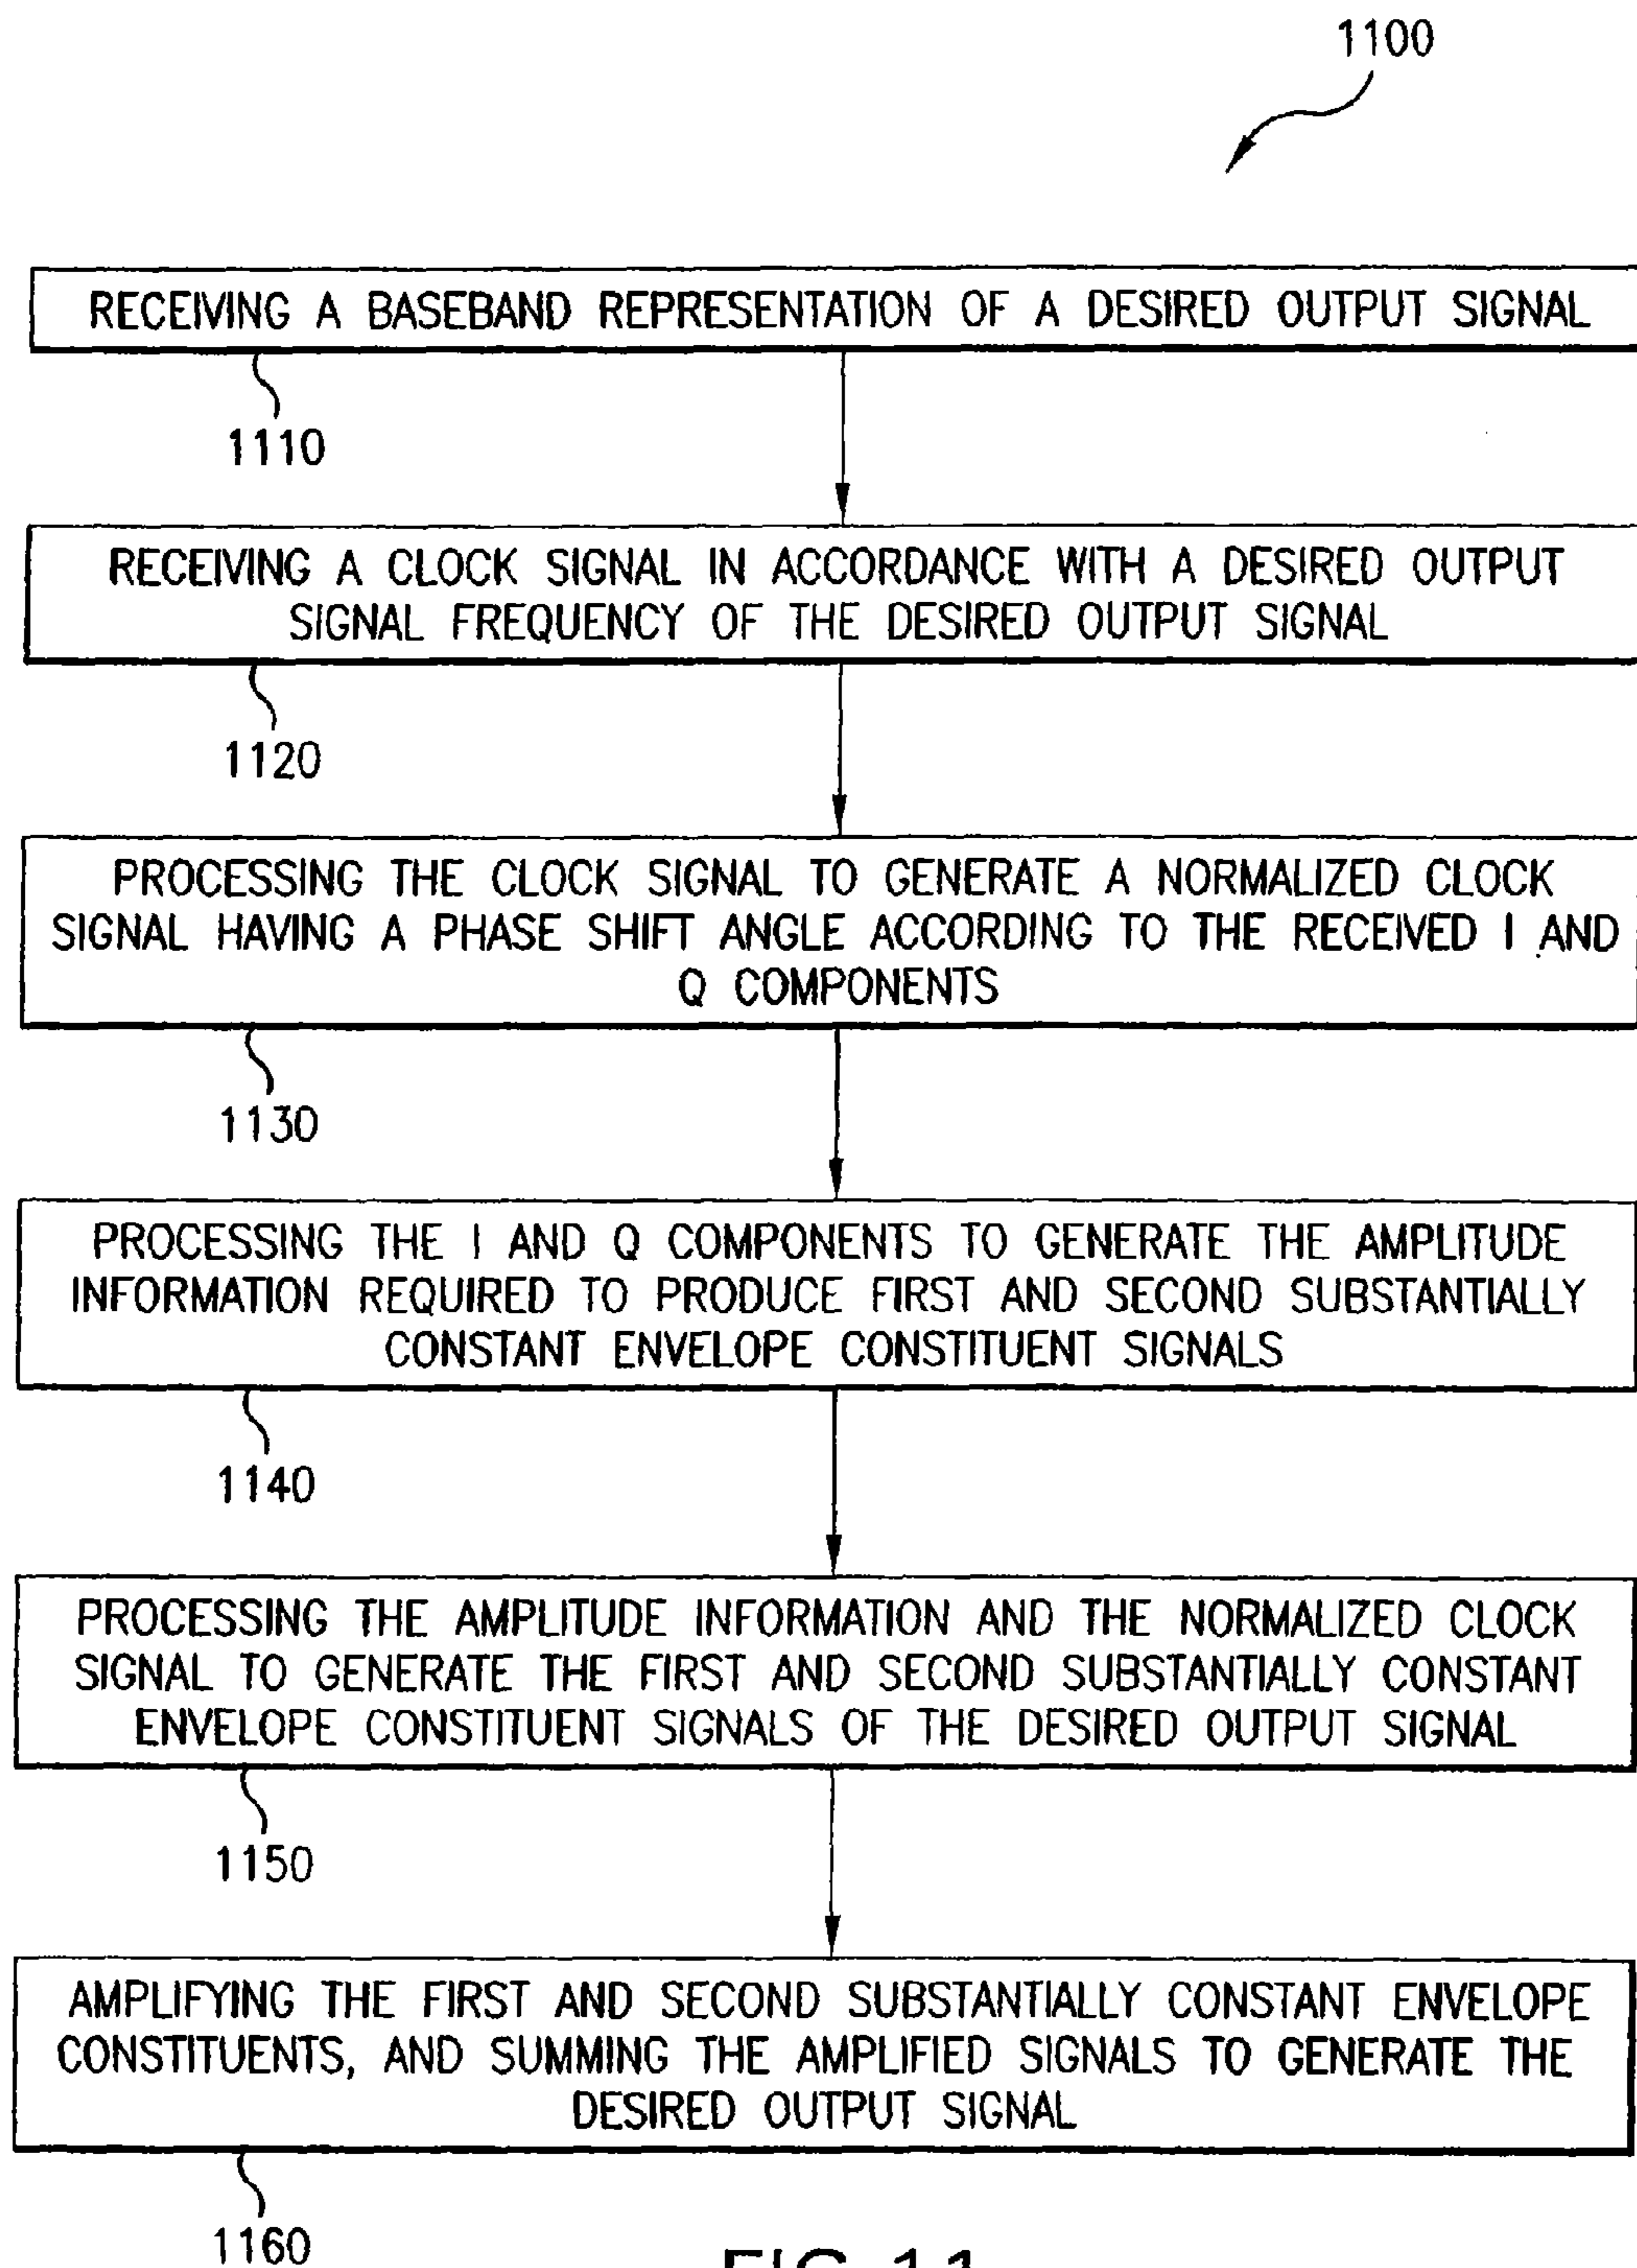 1100
RECEIVING A BASEBAND REPRESENTATION OF A DESIRED OUTPUT SIGNAL
1110
RECEIVING A CLOCK SIGNAL IN ACCORDANCE WITH A DESIRED OUTPUT
SIGNAL FREQUENCY OF THE DESIRED OUTPUT SIGNAL
1120
PROCESSING THE CLOCK SIGNAL TO GENERATE A NORMALIZED CLOCK
SIGNAL HAVING A PHASE SHIFT ANGLE ACCORDING TO THE RECEIVED I AND
Q COMPONENTS
1130
PROCESSING THE I AND Q COMPONENTS TO GENERATE THE AMPLITUDE
INFORMATION REQUIRED TO PRODUCE FIRST AND SECOND SUBSTANTIALLY
CONSTANT ENVELOPE CONSTITUENT SIGNALS
1140
PROCESSING THE AMPLITUDE INFORMATION AND THE NORMALIZED CLOCK
SIGNAL TO GENERATE THE FIRST AND SECOND SUBSTANTIALLY CONSTANT
ENVELOPE CONSTITUENT SIGNALS OF THE DESIRED OUTPUT SIGNAL
1150
AMPLIFYING THE FIRST AND SECOND SUBSTANTIALLY CONSTANT ENVELOPE
CONSTITUENTS, AND SUMMING THE AMPLIFIED SIGNALS TO GENERATE THE
DESIRED OUTPUT SIGNAL
1160
FIG.11